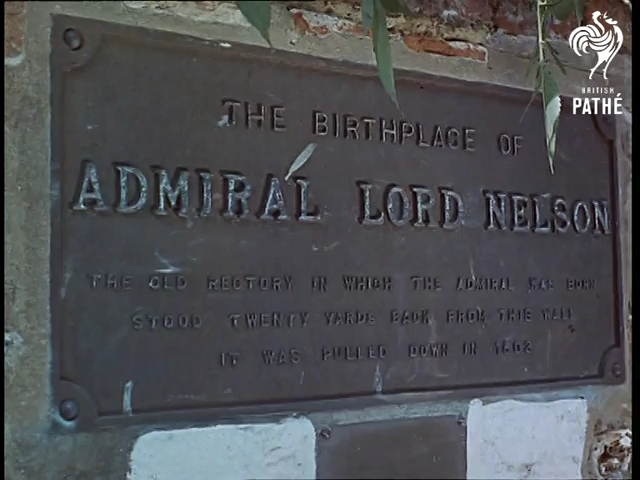 THE BIRTHPLACE OF
ADMIRAL LORD NELSON
THE OLD RECTORY IN WHICH THE ADMIRAL WAS BORN
STOOD TWENTY YARDS BACK FROM THIS WALL
IT WAS PULLED DOWN IN 1803
BRITISH
PATHÉ